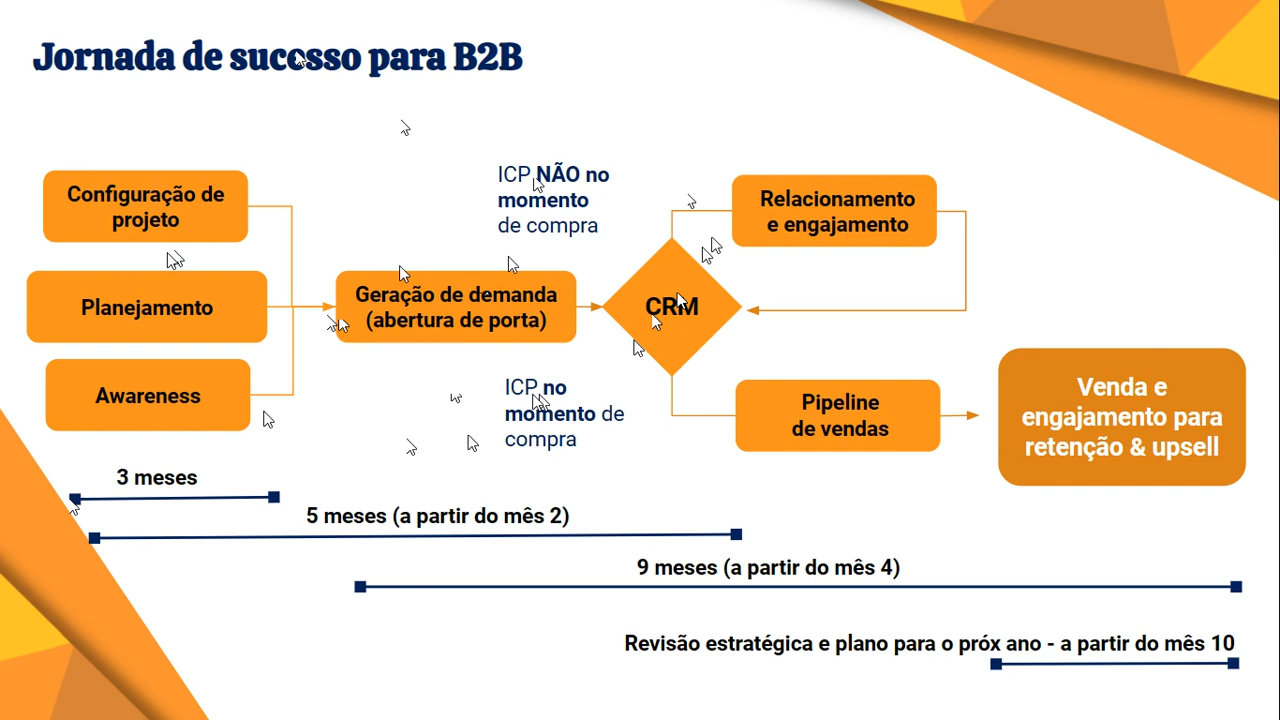 Jornada de sucesso para B2B
Configuração de
projeto
Planejamento
Awareness
Geração de demanda
(abertura de porta)
ICP NÃO no
momento
de compra
ICP no
momento de
compra
CRM
Relacionamento
e engajamento
Pipeline
de vendas
Venda e
engajamento para
retenção & upsell
3 meses
5 meses (a partir do mês 2)
9 meses (a partir do mês 4)
Revisão estratégica e plano para o próx ano - a partir do mês 10